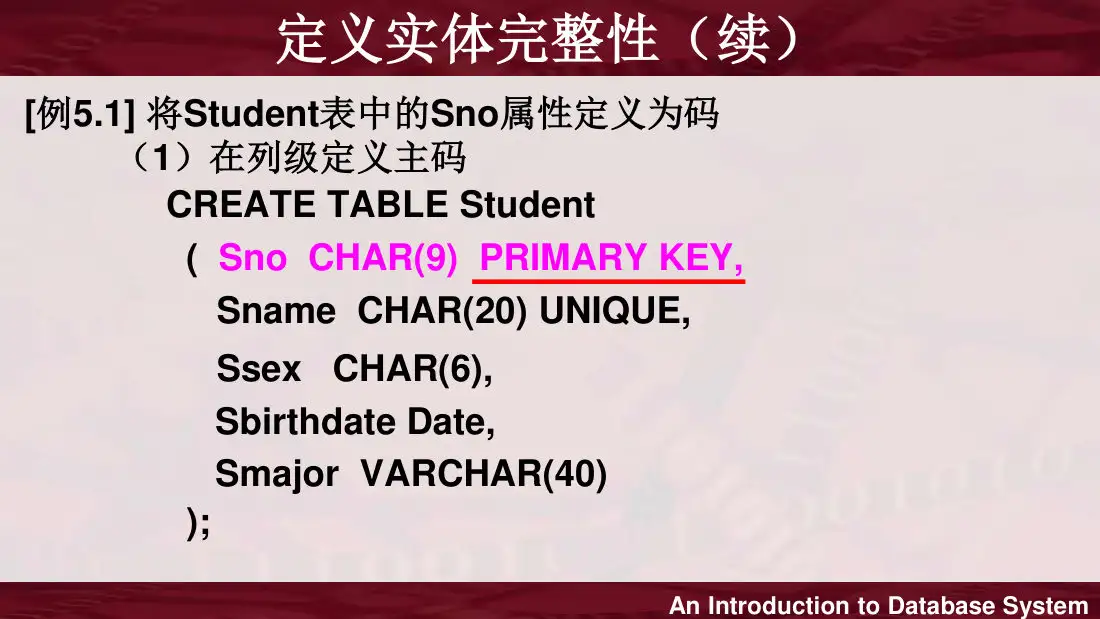 定义实体完整性（续）
[例5.1] 将Student表中的Sno属性定义为码
（1）在列级定义主码
CREATE TABLE Student
( Sno CHAR(9) PRIMARY KEY,
Sname CHAR(20) UNIQUE,
Ssex CHAR(6),
Sbirthdate Date,
Smajor VARCHAR(40)
);
An Introduction to Database System